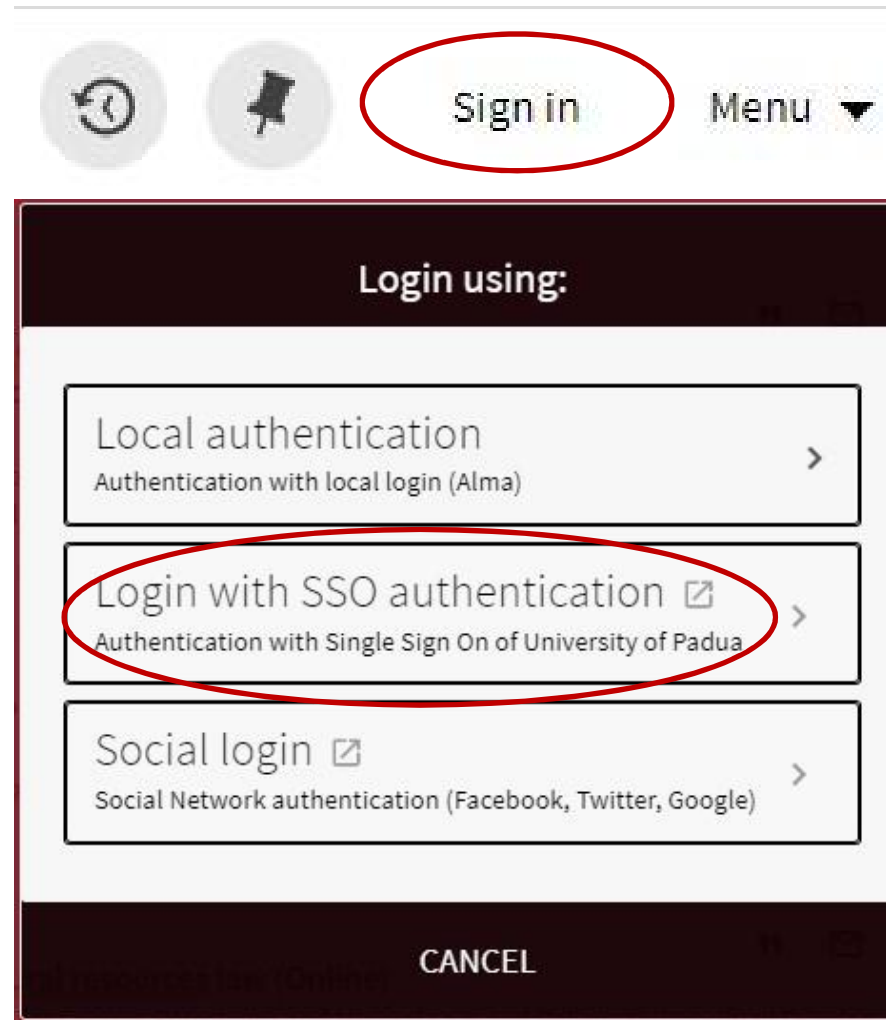 Sign in Menu
Login using:
Local authentication
Authentication with local login (Alma)
Login with SSO authentication
Authentication with Single Sign On of University of Padua
Social login
Social Network authentication (Facebook, Twitter, Google)
CANCEL